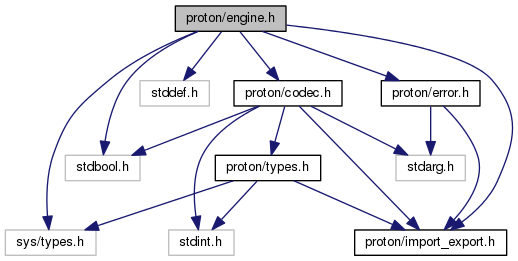 proton/engine.h
stddef.h
proton/codec.h
proton/error.h
stdbool.h
proton/types.h
stdarg.h
sys/types.h
stdint.h
proton/import_export.h